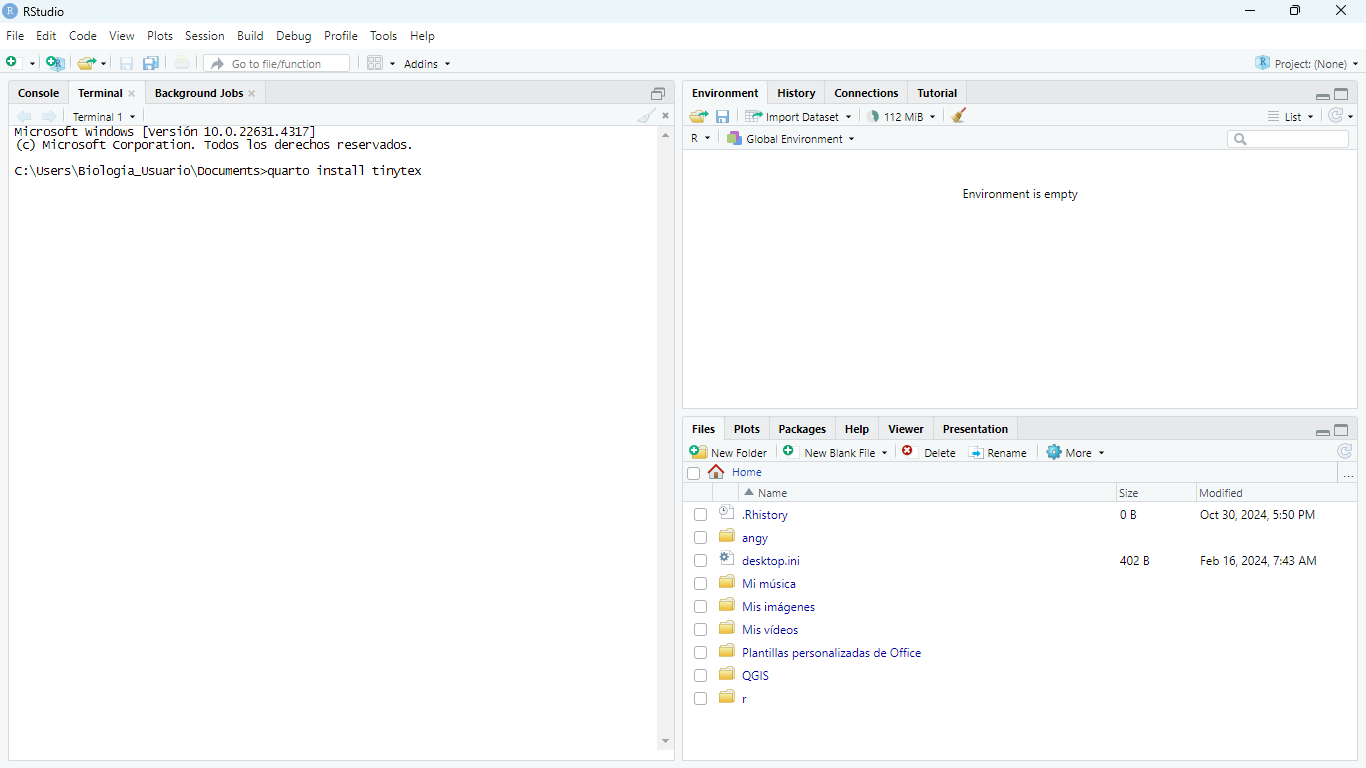 RStudio
File Edit Code View Plots Session Build Debug Profile Tools Help
Go to file/function Addins Project: (None)
Console Terminal Background Jobs
Terminal 1
Microsoft Windows [Versión 10.0.22631.4317]
(c) Microsoft Corporation. Todos los derechos reservados.
C:\Users\Biologia_Usuario\Documents>quarto install tinytex
Environment History Connections Tutorial
Import Dataset 112 MiB List
R Global Environment
Environment is empty
Files Plots Packages Help Viewer Presentation
New Folder New Blank File Delete Rename More
Home ...
Name Size Modified
.Rhistory 0 B Oct 30, 2024, 5:50 PM
angy
desktop.ini 402 B Feb 16, 2024, 7:43 AM
Mi música
Mis imágenes
Mis vídeos
Plantillas personalizadas de Office
QGIS
r